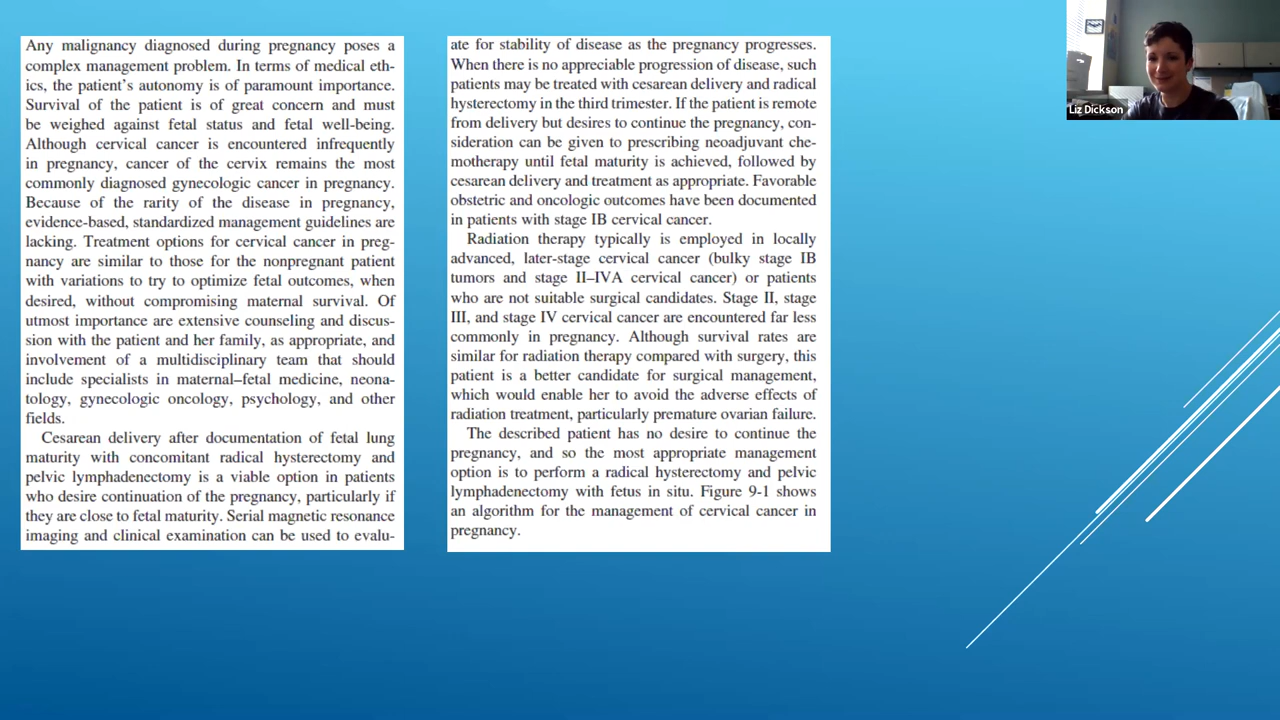 Any malignancy diagnosed during pregnancy poses a
complex management problem. In terms of medical eth-
ics, the patient's autonomy is of paramount importance.
Survival of the patient is of great concern and must
be weighed against fetal status and fetal well-being.
Although cervical cancer is encountered infrequently
in pregnancy, cancer of the cervix remains the most
commonly diagnosed gynecologic cancer in pregnancy.
Because of the rarity of the disease in pregnancy,
evidence-based, standardized management guidelines are
lacking. Treatment options for cervical cancer in preg-
nancy are similar to those for the nonpregnant patient
with variations to try to optimize fetal outcomes, when
desired, without compromising maternal survival. Of
utmost importance are extensive counseling and discus-
sion with the patient and her family, as appropriate, and
involvement of a multidisciplinary team that should
include specialists in maternal–fetal medicine, neona-
tology, gynecologic oncology, psychology, and other
fields.
Cesarean delivery after documentation of fetal lung
maturity with concomitant radical hysterectomy and
pelvic lymphadenectomy is a viable option in patients
who desire continuation of the pregnancy, particularly if
they are close to fetal maturity. Serial magnetic resonance
imaging and clinical examination can be used to evalu-
ate for stability of disease as the pregnancy progresses.
When there is no appreciable progression of disease, such
patients may be treated with cesarean delivery and radical
hysterectomy in the third trimester. If the patient is remote
from delivery but desires to continue the pregnancy, con-
sideration can be given to prescribing neoadjuvant che-
motherapy until fetal maturity is achieved, followed by
cesarean delivery and treatment as appropriate. Favorable
obstetric and oncologic outcomes have been documented
in patients with stage IB cervical cancer.
Radiation therapy typically is employed in locally
advanced, later-stage cervical cancer (bulky stage IB
tumors and stage II–IVA cervical cancer) or patients
who are not suitable surgical candidates. Stage II, stage
III, and stage IV cervical cancer are encountered far less
commonly in pregnancy. Although survival rates are
similar for radiation therapy compared with surgery, this
patient is a better candidate for surgical management,
which would enable her to avoid the adverse effects of
radiation treatment, particularly premature ovarian failure.
The described patient has no desire to continue the
pregnancy, and so the most appropriate management
option is to perform a radical hysterectomy and pelvic
lymphadenectomy with fetus in situ. Figure 9-1 shows
an algorithm for the management of cervical cancer in
pregnancy.
Liz Dickson